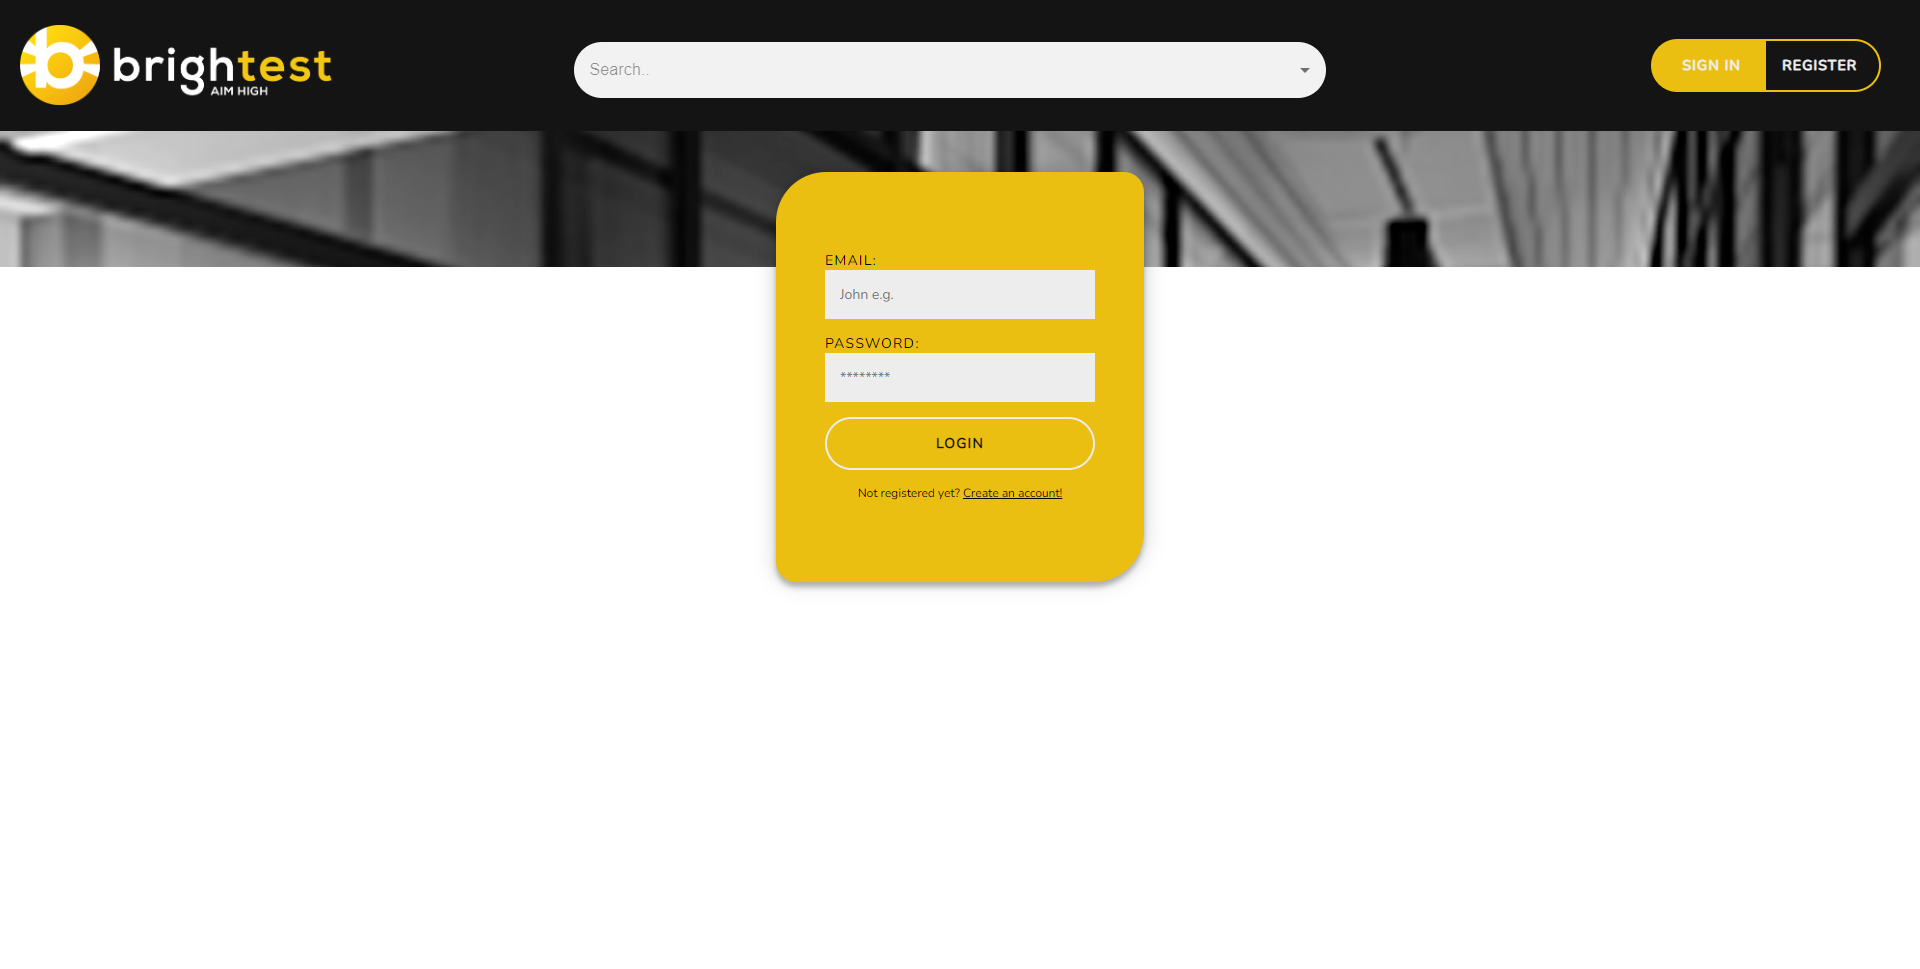 brightest
AIM HIGH
Search..
SIGN IN
REGISTER
EMAIL:
John e.g.
PASSWORD:
********
LOGIN
Not registered yet? Create an account!